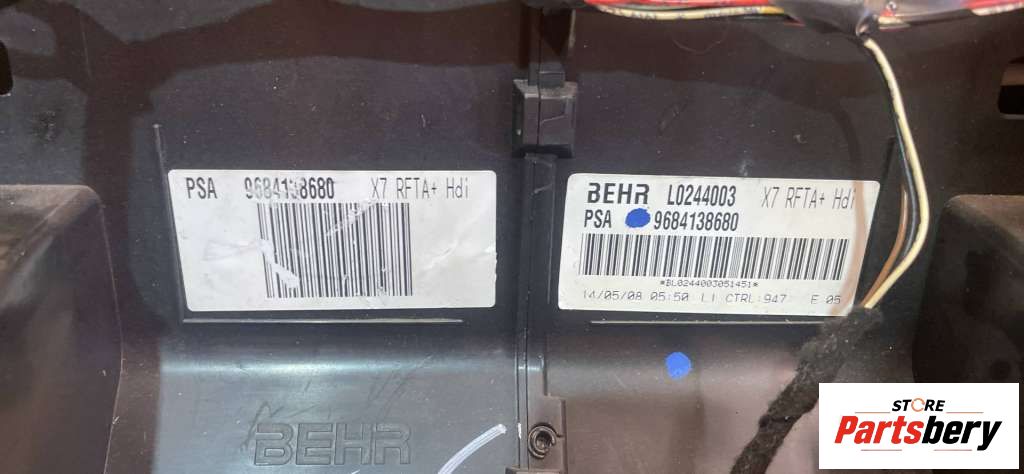 PSA 9684138680 X7 RFTA+ Hdi
BEHR L0244003 X7 RFTA+ Hdi
PSA 9684138680
*BL0244003051451*
14/05/08 05:50 L1 CTRL:947 E 05
BEHR
STORE
Partsbery